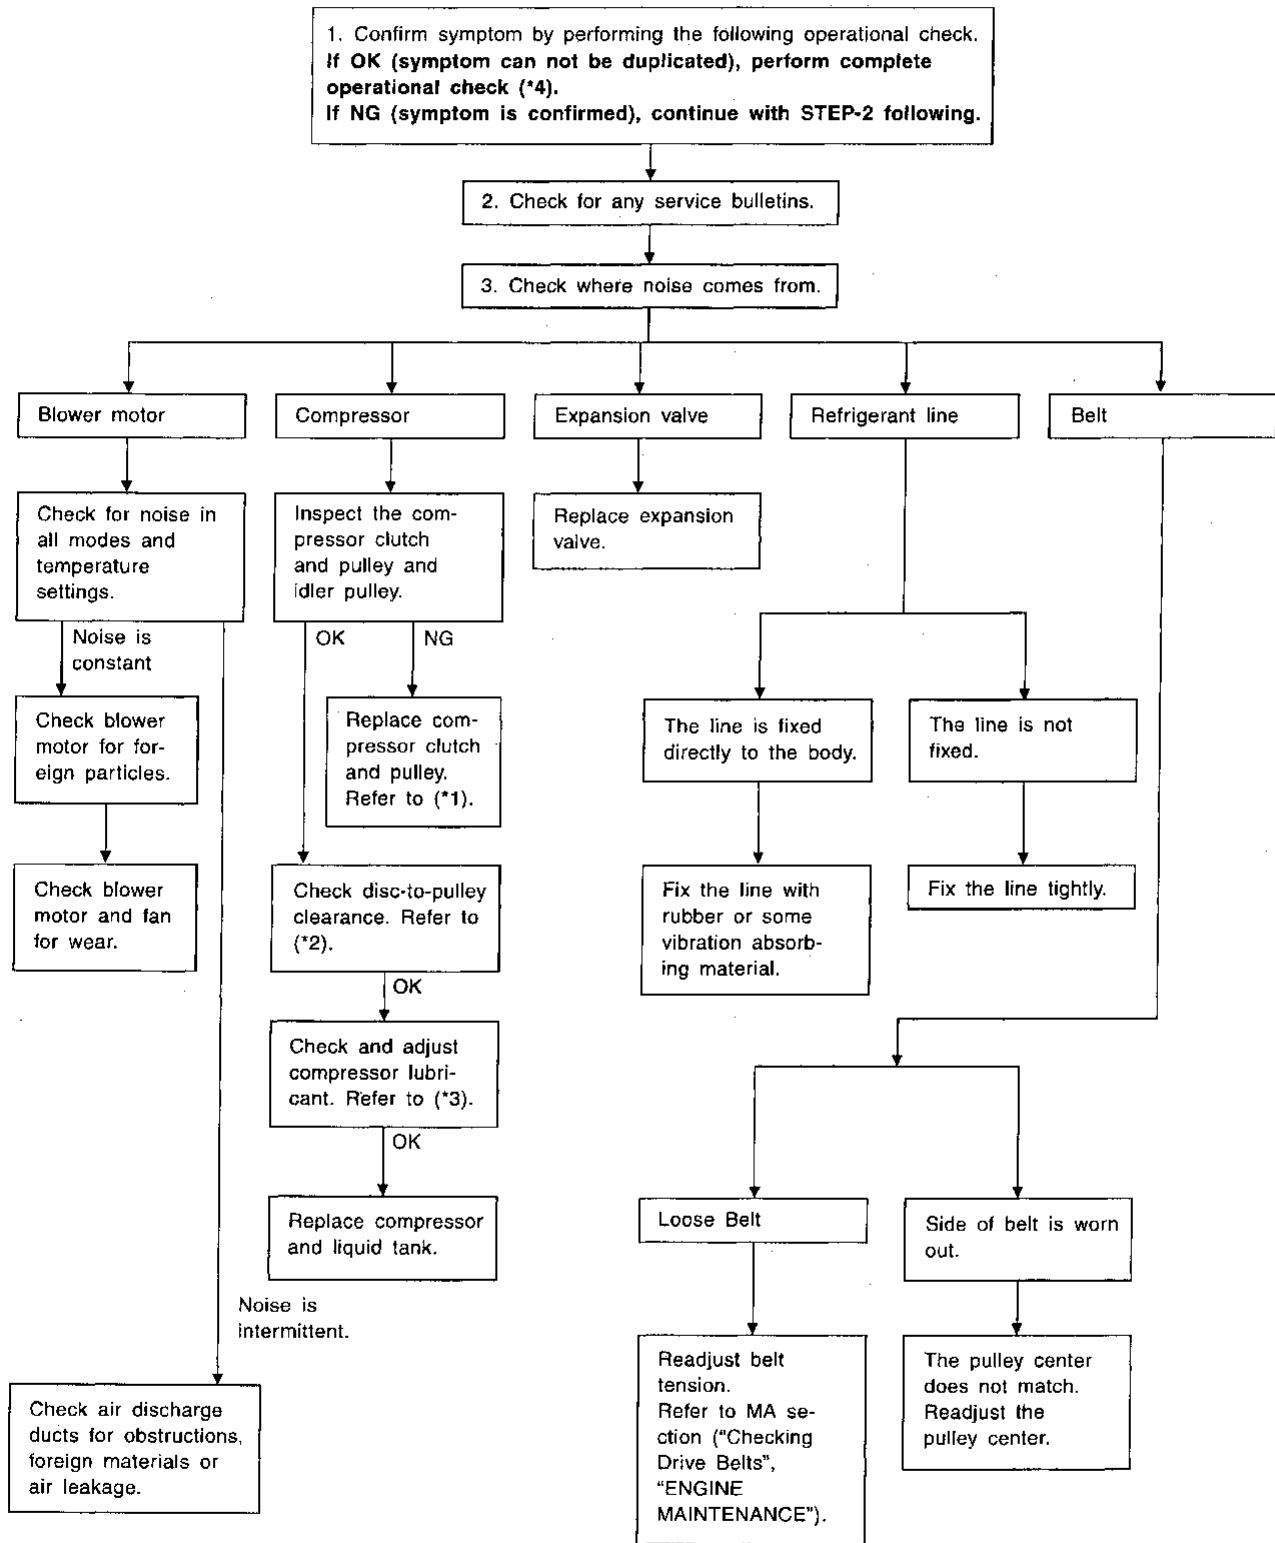 1. Confirm symptom by performing the following operational check.
If OK (symptom can not be duplicated), perform complete
operational check (*4).
If NG (symptom is confirmed), continue with STEP-2 following.
2. Check for any service bulletins.
3. Check where noise comes from.
Blower motor
Compressor
Expansion valve
Refrigerant line
Belt
Check for noise in
all modes and
temperature
settings.
Inspect the com-
pressor clutch
and pulley and
idler pulley.
Replace expansion
valve.
Noise is
constant
OK
NG
Check blower
motor for for-
eign particles.
Replace com-
pressor clutch
and pulley.
Refer to (*1).
The line is fixed
directly to the body.
The line is not
fixed.
Check blower
motor and fan
for wear.
Check disc-to-pulley
clearance. Refer to
(*2).
Fix the line with
rubber or some
vibration absorb-
ing material.
Fix the line tightly.
OK
Check and adjust
compressor lubri-
cant. Refer to (*3).
OK
Replace compressor
and liquid tank.
Loose Belt
Side of belt is worn
out.
Noise is
intermittent.
Check air discharge
ducts for obstructions,
foreign materials or
air leakage.
Readjust belt
tension.
Refer to MA se-
ction ("Checking
Drive Belts",
"ENGINE
MAINTENANCE").
The pulley center
does not match.
Readjust the
pulley center.